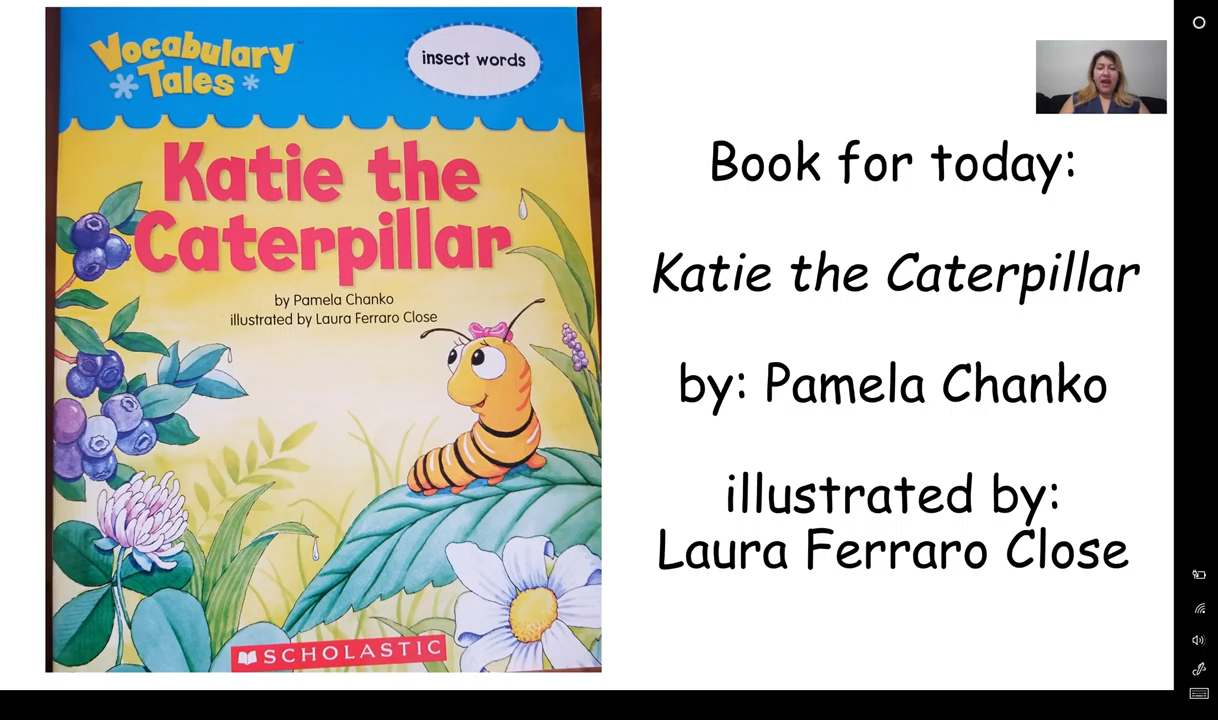 Vocabulary
Tales
insect words
Katie the
Caterpillar
by Pamela Chanko
illustrated by Laura Ferraro Close
SCHOLASTIC
Book for today:
Katie the Caterpillar
by: Pamela Chanko
illustrated by:
Laura Ferraro Close